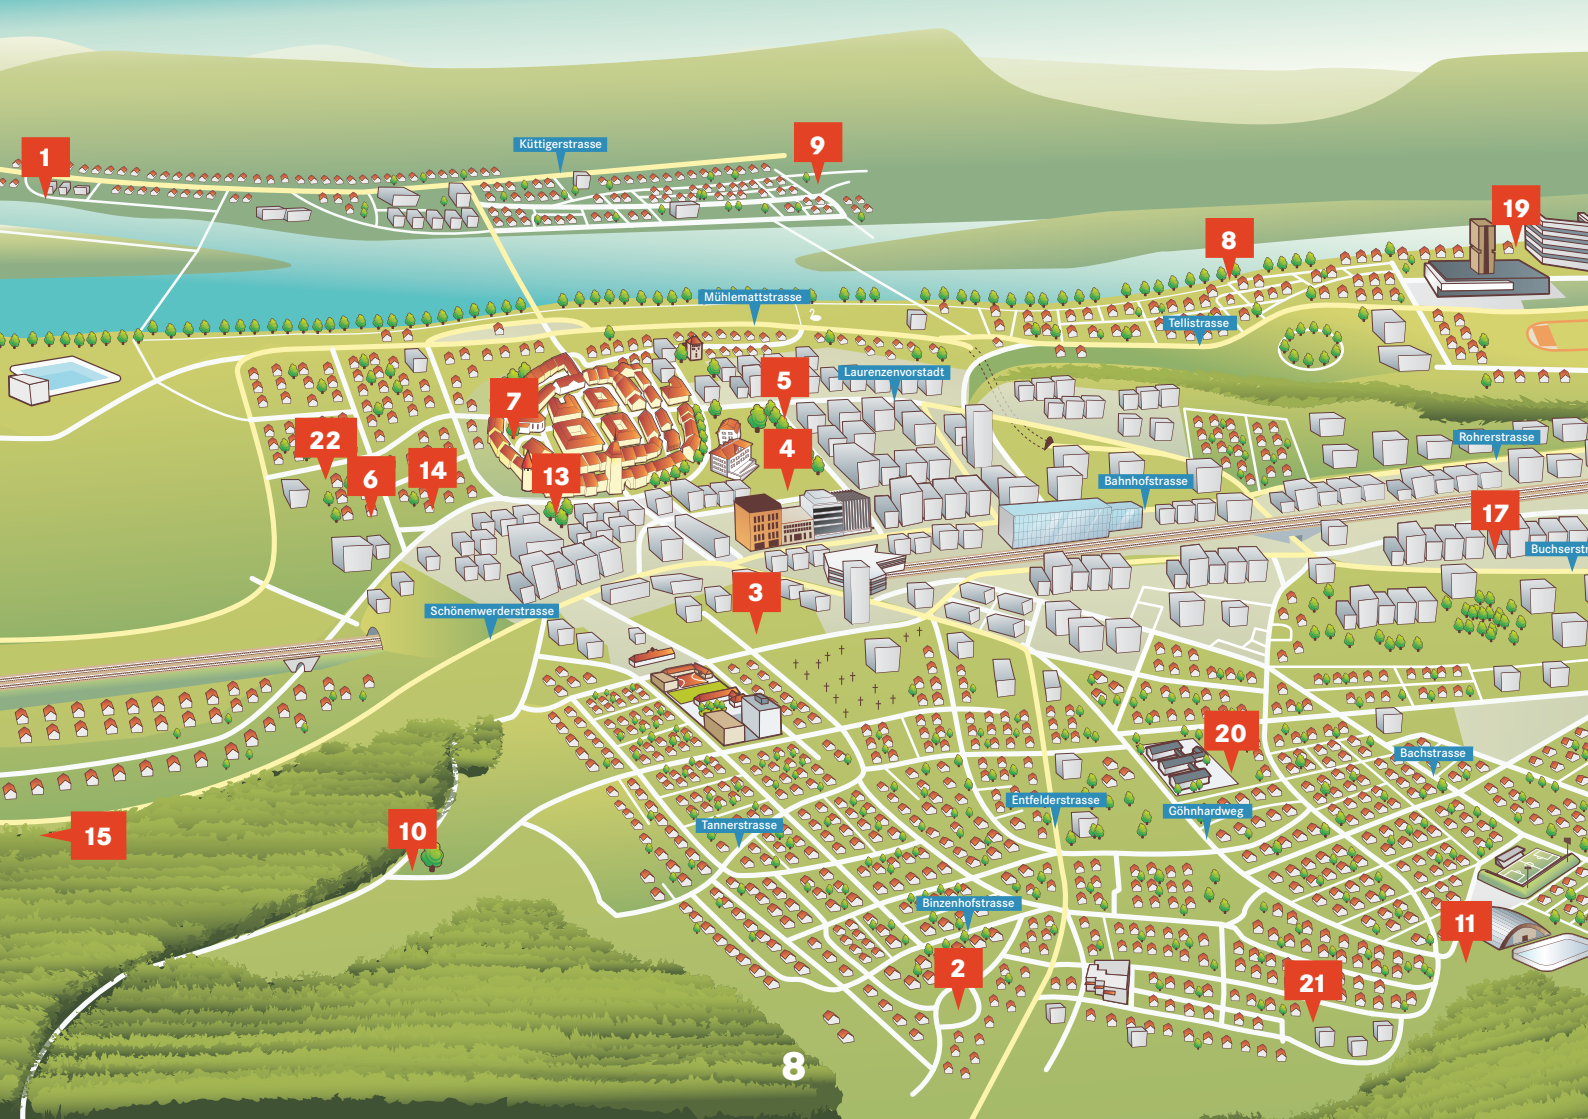 1
Küttigerstrasse
9
19
8
Mühlemattstrasse
Tellistrasse
5
Laurenzenvorstadt
7
22
6
14
13
4
Rohrerstrasse
Bahnhofstrasse
17
Buchserstr
3
Schönenwerderstrasse
20
Bachstrasse
Entfelderstrasse
Göhnhardweg
15
10
Tannerstrasse
Binzenhofstrasse
11
2
21
8